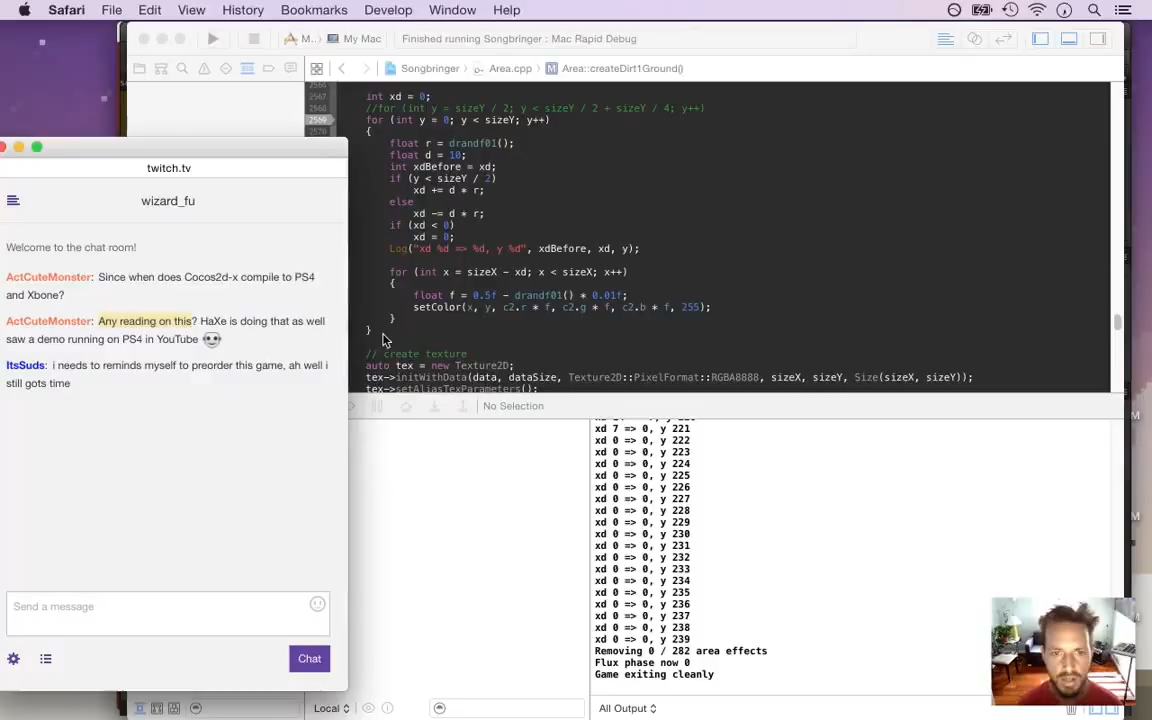 Safari File Edit View History Bookmarks Develop Window Help
M... My Mac Finished running Songbringer : Mac Rapid Debug
Songbringer Area.cpp M Area::createDirt1Ground()
2567 int xd = 0;
//for (int y = sizeY / 2; y < sizeY / 2 + sizeY / 4; y++)
2569 for (int y = 0; y < sizeY; y++)
2570 {
float r = drandf01();
float d = 10;
int xdBefore = xd;
if (y < sizeY / 2)
xd += d * r;
else
xd -= d * r;
if (xd < 0)
xd = 0;
Log("xd %d => %d, y %d", xdBefore, xd, y);
for (int x = sizeX - xd; x < sizeX; x++)
{
float f = 0.5f - drandf01() * 0.01f;
setColor(x, y, c2.r * f, c2.g * f, c2.b * f, 255);
}
}
// create texture
auto tex = new Texture2D;
tex->initWithData(data, dataSize, Texture2D::PixelFormat::RGBA8888, sizeX, sizeY, Size(sizeX, sizeY));
tex->setAliasTexParameters();
No Selection
twitch.tv
wizard_fu
Welcome to the chat room!
ActCuteMonster: Since when does Cocos2d-x compile to PS4
and Xbone?
ActCuteMonster: Any reading on this? HaXe is doing that as well
saw a demo running on PS4 in YouTube
ItsSuds: i needs to reminds myself to preorder this game, ah well i
still gots time
Send a message
Chat
xd 7 => 0, y 221
xd 0 => 0, y 222
xd 0 => 0, y 223
xd 0 => 0, y 224
xd 0 => 0, y 225
xd 0 => 0, y 226
xd 0 => 0, y 227
xd 0 => 0, y 228
xd 0 => 0, y 229
xd 0 => 0, y 230
xd 0 => 0, y 231
xd 0 => 0, y 232
xd 0 => 0, y 233
xd 0 => 0, y 234
xd 0 => 0, y 235
xd 0 => 0, y 236
xd 0 => 0, y 237
xd 0 => 0, y 238
xd 0 => 0, y 239
Removing 0 / 282 area effects
Flux phase now 0
Game exiting cleanly
Local
All Output